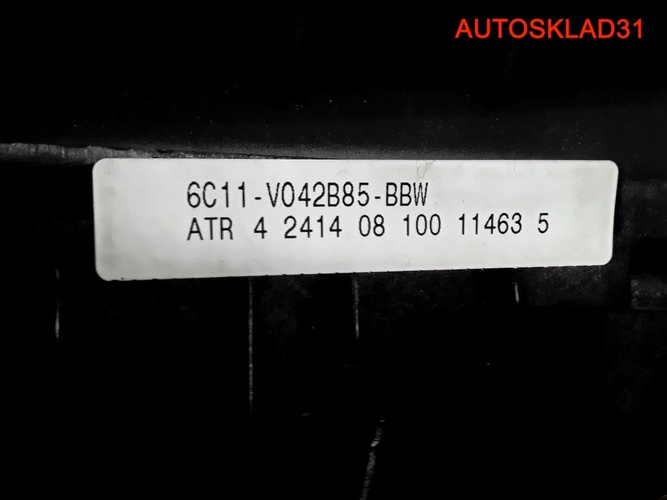 AUTOSKLAD31
6C11-V042B85-BBW
ATR 4 2414 08 100 11463 5